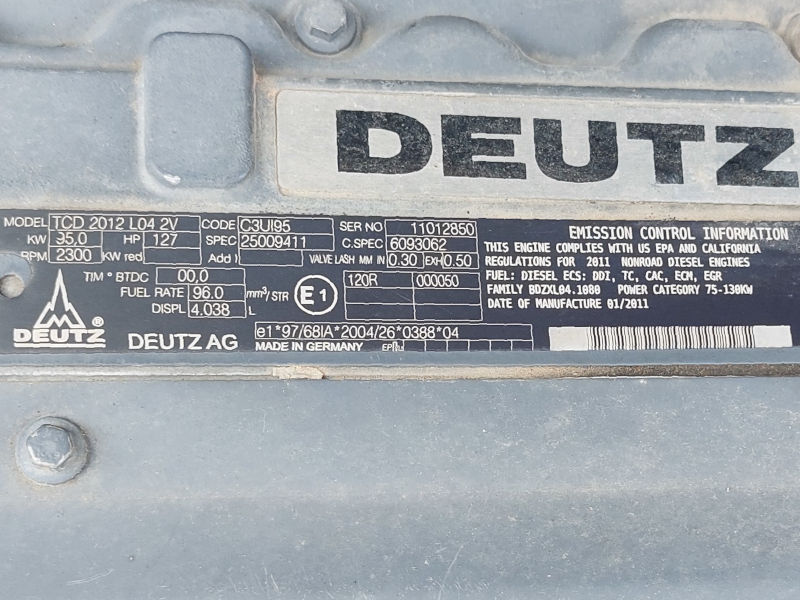 DEUTZ
MODEL TCD 2012 L04 2V CODE C3UI95 SER NO 11012850
KW 95.0 HP 127 SPEC 25009411 C.SPEC 6093062
RPM 2300 KW red Add I VALVE LASH MM IN 0.30 EXH 0.50
TIM ° BTDC 00,0 120R 000050
FUEL RATE 96.0 mm³/STR E1
DISPL 4.038 L
DEUTZ ® DEUTZ AG e1*97/68IA*2004/26*0388*04
MADE IN GERMANY
EMISSION CONTROL INFORMATION
THIS ENGINE COMPLIES WITH US EPA AND CALIFORNIA
REGULATIONS FOR 2011 NONROAD DIESEL ENGINES
FUEL: DIESEL ECS: DDI, TC, CAC, ECM, EGR
FAMILY BDZXL04.1080 POWER CATEGORY 75-130KW
DATE OF MANUFACTURE 01/2011